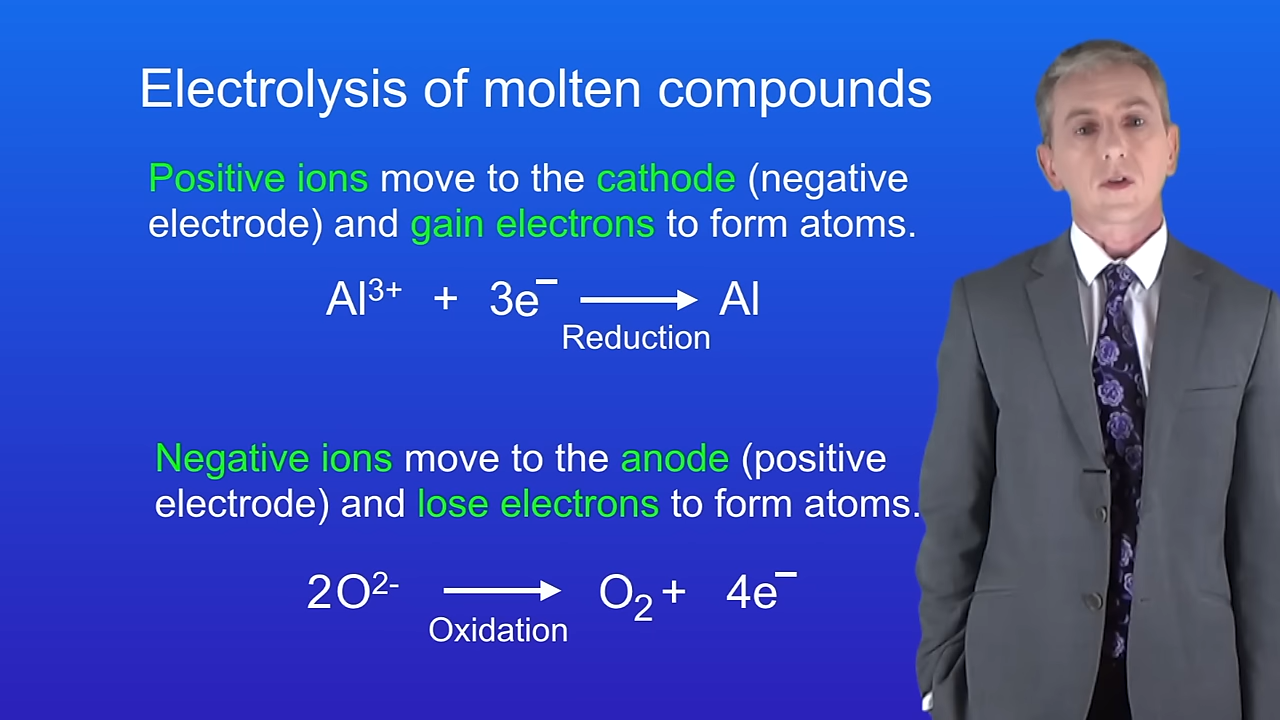 Electrolysis of molten compounds
Positive ions move to the cathode (negative
electrode) and gain electrons to form atoms.
Al³⁺ + 3e⁻ ⟶ Al
Reduction
Negative ions move to the anode (positive
electrode) and lose electrons to form atoms.
2O²⁻ ⟶ O₂ + 4e⁻
Oxidation